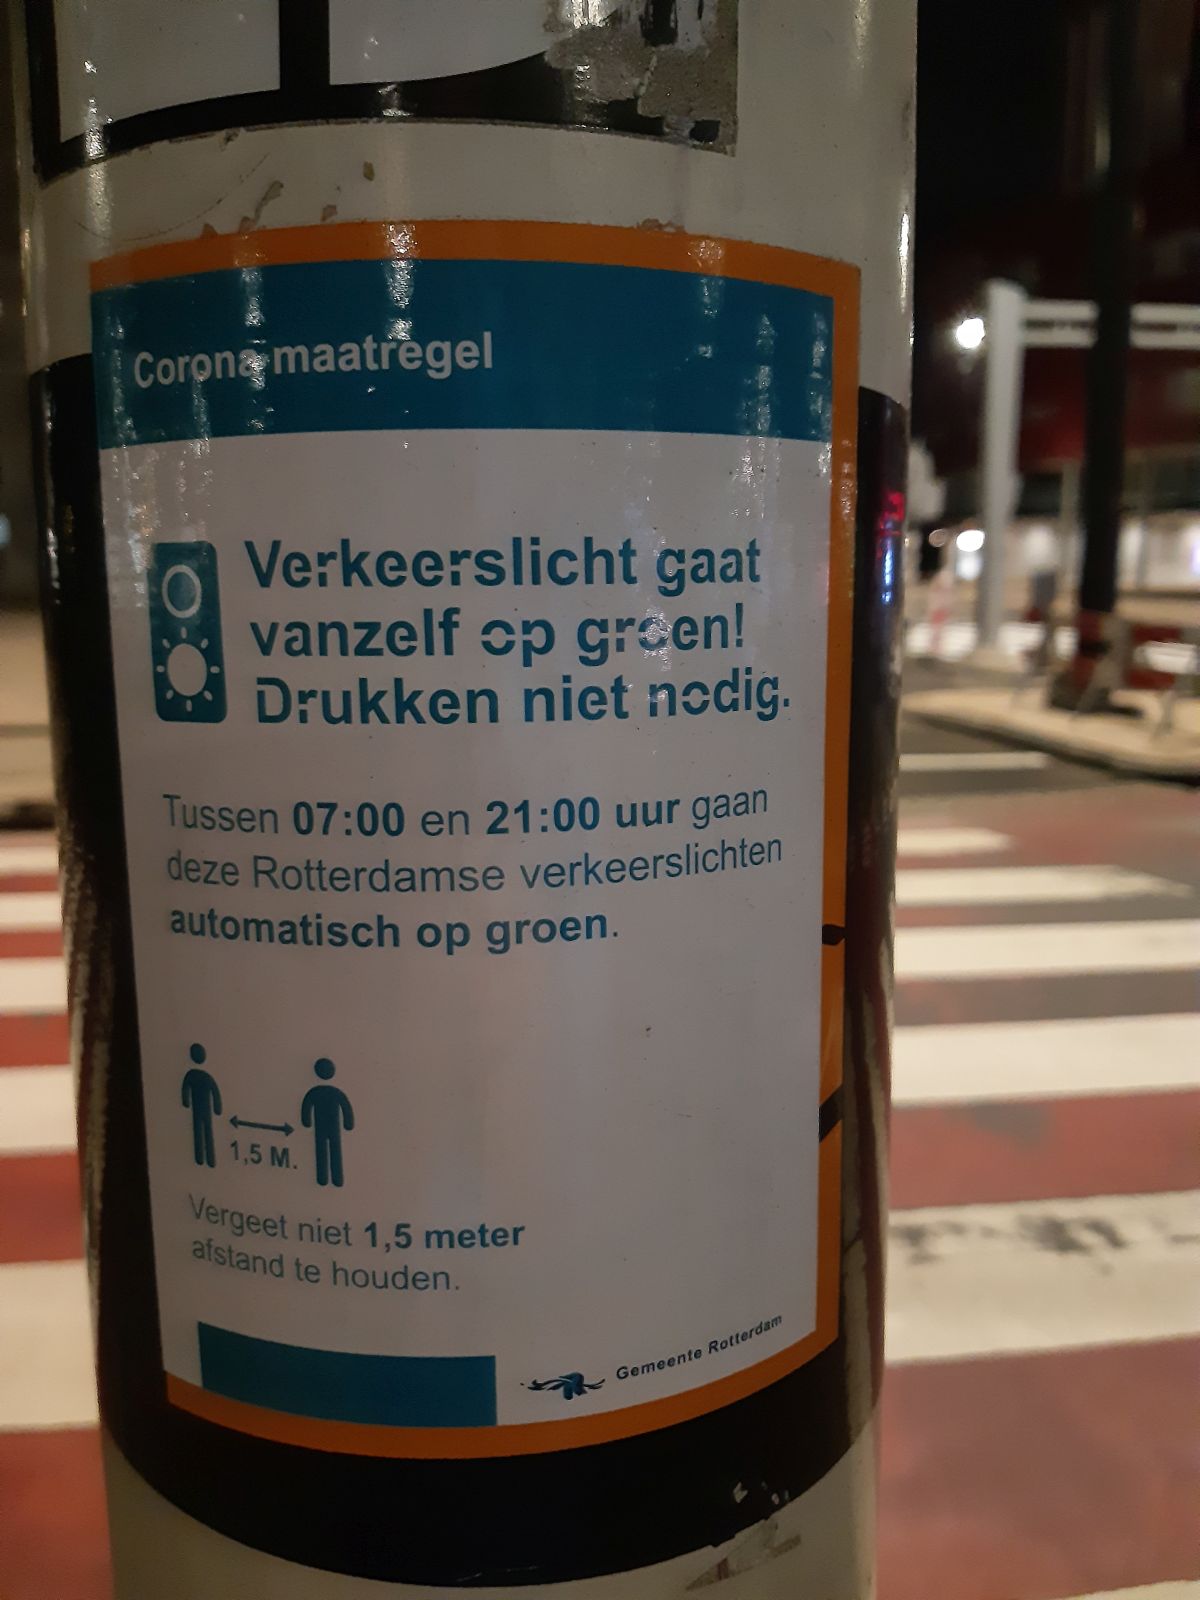 Corona maatregel
Verkeerslicht gaat
vanzelf op groen!
Drukken niet nodig.
Tussen 07:00 en 21:00 uur gaan
deze Rotterdamse verkeerslichten
automatisch op groen.
1,5 M.
Vergeet niet 1,5 meter
afstand te houden.
Gemeente Rotterdam